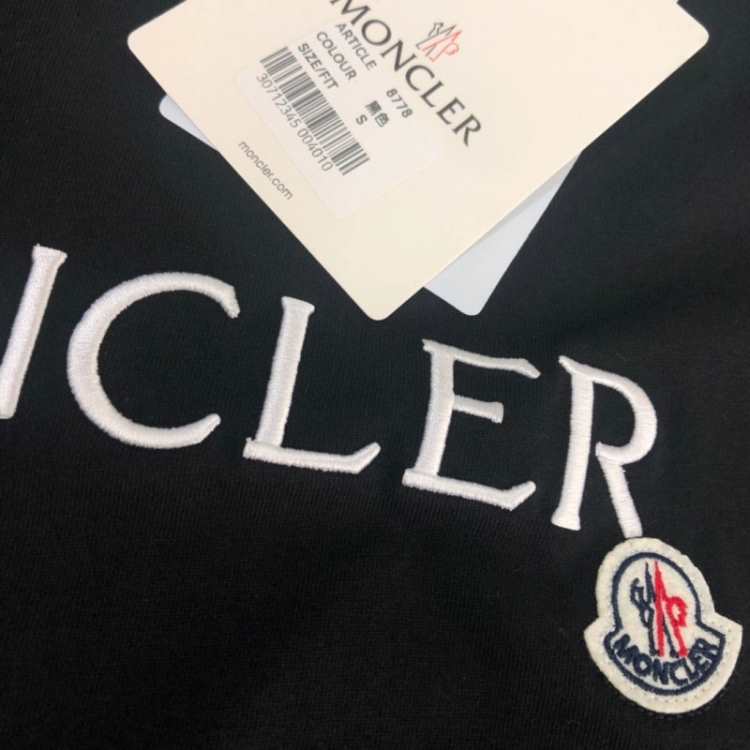 MONCLER
ARTICLE 8778
COLOUR 黑色
SIZE/FIT S
30712345 004010
moncler.com
NCLER
MONCLER